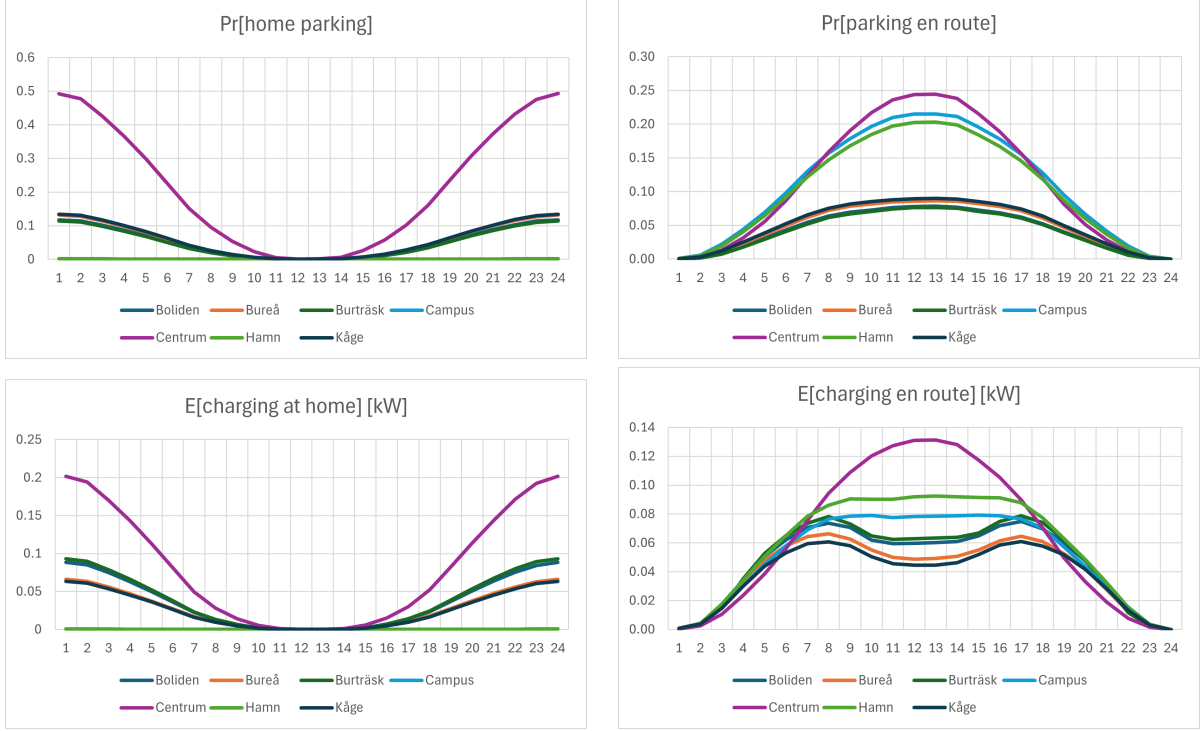 Pr[home parking]
0.6
0.5
0.4
0.3
0.2
0.1
0
1 2 3 4 5 6 7 8 9 10 11 12 13 14 15 16 17 18 19 20 21 22 23 24
Boliden Bureå Burträsk Campus
Centrum Hamn Kåge
Pr[parking en route]
0.30
0.25
0.20
0.15
0.10
0.05
0.00
1 2 3 4 5 6 7 8 9 10 11 12 13 14 15 16 17 18 19 20 21 22 23 24
Boliden Bureå Burträsk Campus
Centrum Hamn Kåge
E[charging at home] [kW]
0.25
0.2
0.15
0.1
0.05
0
1 2 3 4 5 6 7 8 9 10 11 12 13 14 15 16 17 18 19 20 21 22 23 24
Boliden Bureå Burträsk Campus
Centrum Hamn Kåge
E[charging en route] [kW]
0.14
0.12
0.10
0.08
0.06
0.04
0.02
0.00
1 2 3 4 5 6 7 8 9 10 11 12 13 14 15 16 17 18 19 20 21 22 23 24
Boliden Bureå Burträsk Campus
Centrum Hamn Kåge